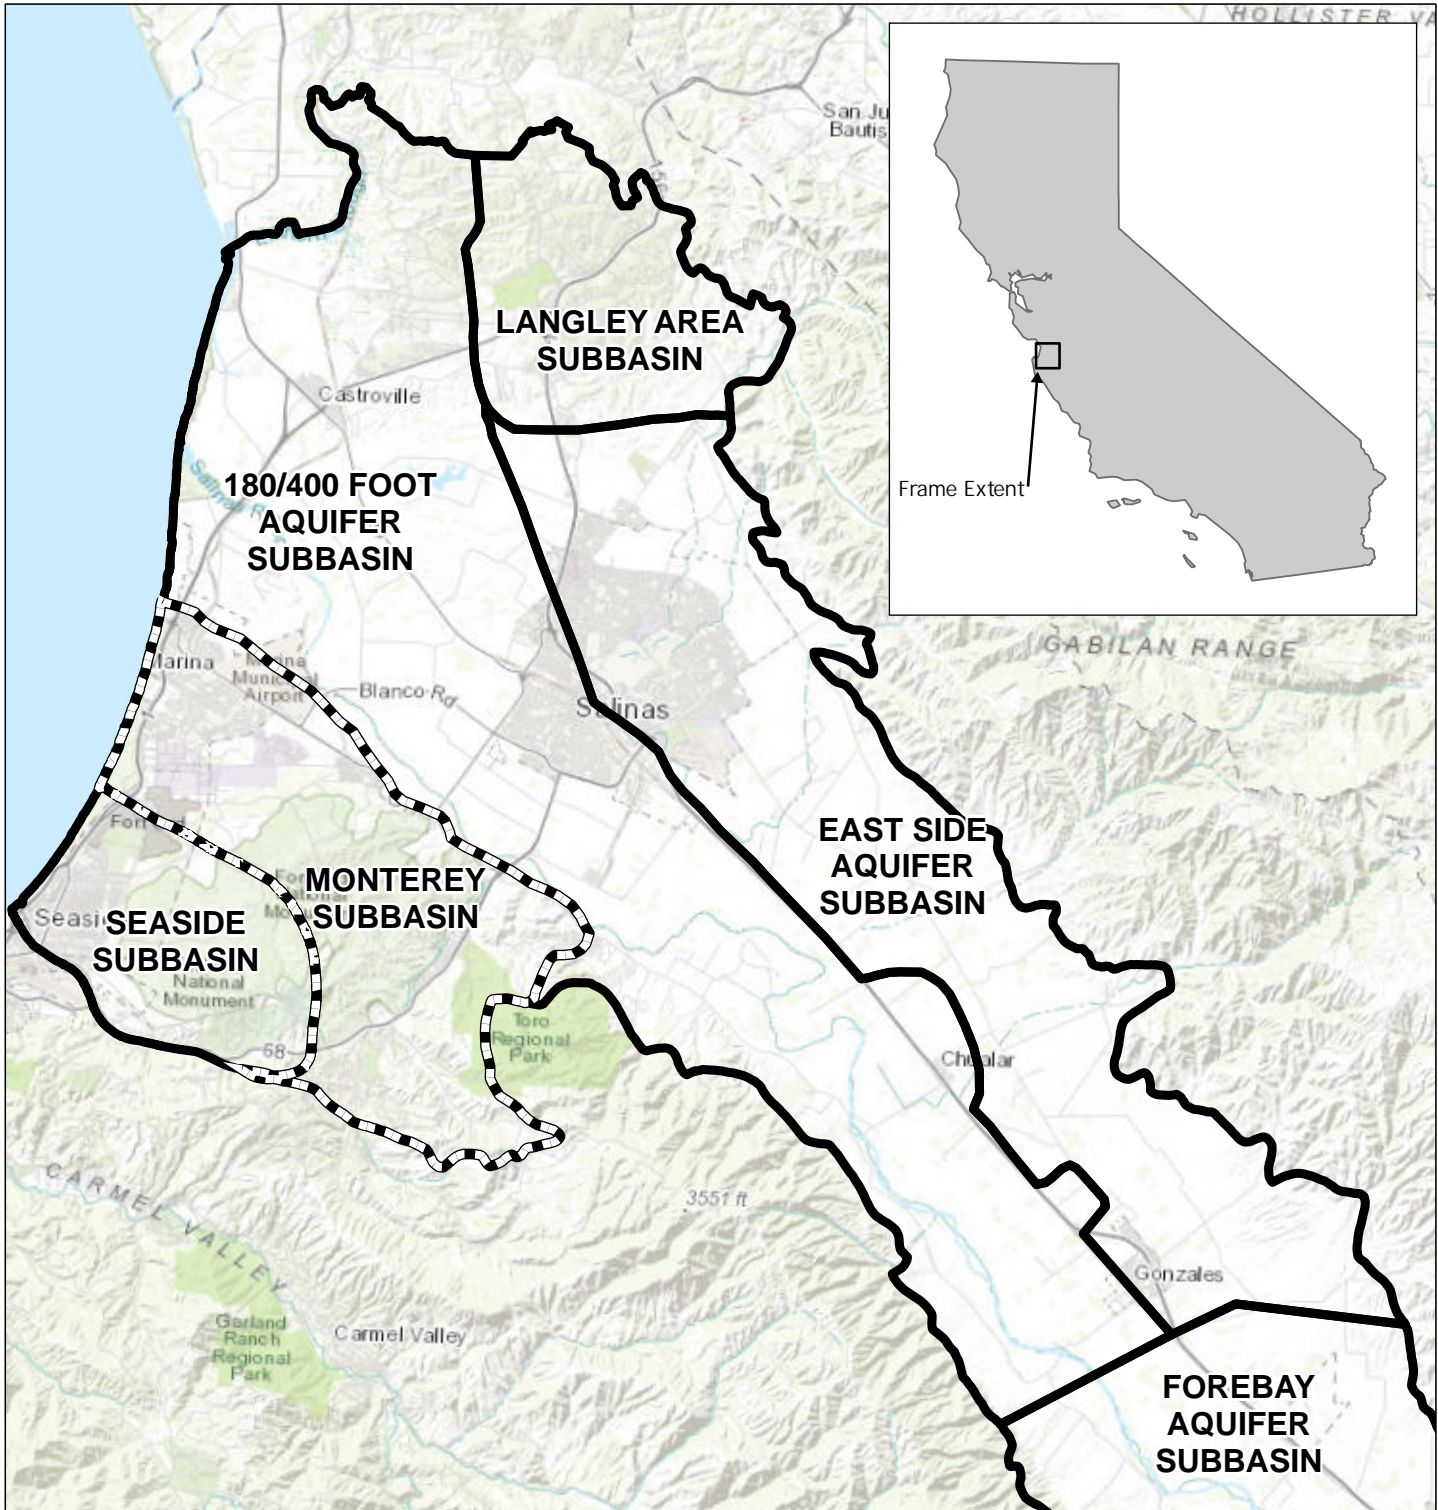 HOLLISTER VA
San Ju
Bautis
Frame Extent
LANGLEY AREA
SUBBASIN
Castroville
180/400 FOOT
AQUIFER
SUBBASIN
GABILAN RANGE
Marina
Municipal
Airport
Blanco Rd
Salinas
EAST SIDE
AQUIFER
SUBBASIN
MONTEREY
SUBBASIN
SEASIDE
SUBBASIN
National
Monument
68
Toro
Regional
Park
Chualar
3551 ft
CARMEL VALLEY
Gonzales
Garland
Ranch
Regional
Park
Carmel Valley
FOREBAY
AQUIFER
SUBBASIN